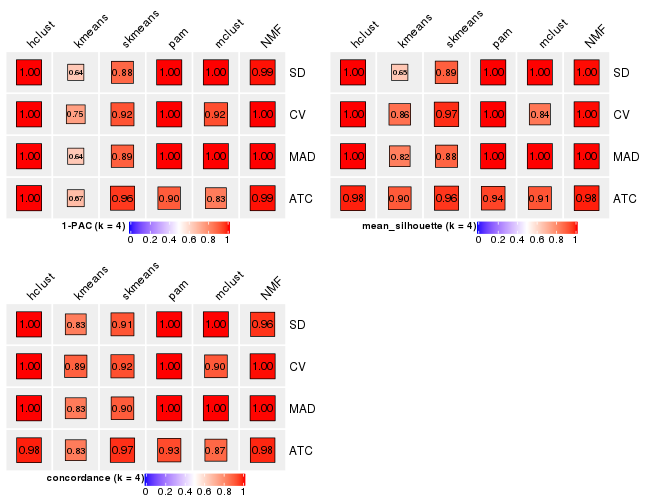 hclust kmeans skmeans pam mclust NMF
1.00 0.64 0.88 1.00 1.00 0.99 SD
1.00 0.75 0.92 1.00 0.92 1.00 CV
1.00 0.64 0.89 1.00 1.00 1.00 MAD
1.00 0.67 0.96 0.90 0.83 0.99 ATC
1-PAC (k = 4)
0 0.2 0.4 0.6 0.8 1
hclust kmeans skmeans pam mclust NMF
1.00 0.65 0.89 1.00 1.00 1.00 SD
1.00 0.86 0.97 1.00 0.84 1.00 CV
1.00 0.82 0.88 1.00 1.00 1.00 MAD
0.98 0.90 0.96 0.94 0.91 0.98 ATC
mean_silhouette (k = 4)
0 0.2 0.4 0.6 0.8 1
hclust kmeans skmeans pam mclust NMF
1.00 0.83 0.91 1.00 1.00 0.96 SD
1.00 0.89 0.92 1.00 0.90 1.00 CV
1.00 0.83 0.90 1.00 1.00 1.00 MAD
0.98 0.83 0.97 0.93 0.87 0.98 ATC
concordance (k = 4)
0 0.2 0.4 0.6 0.8 1